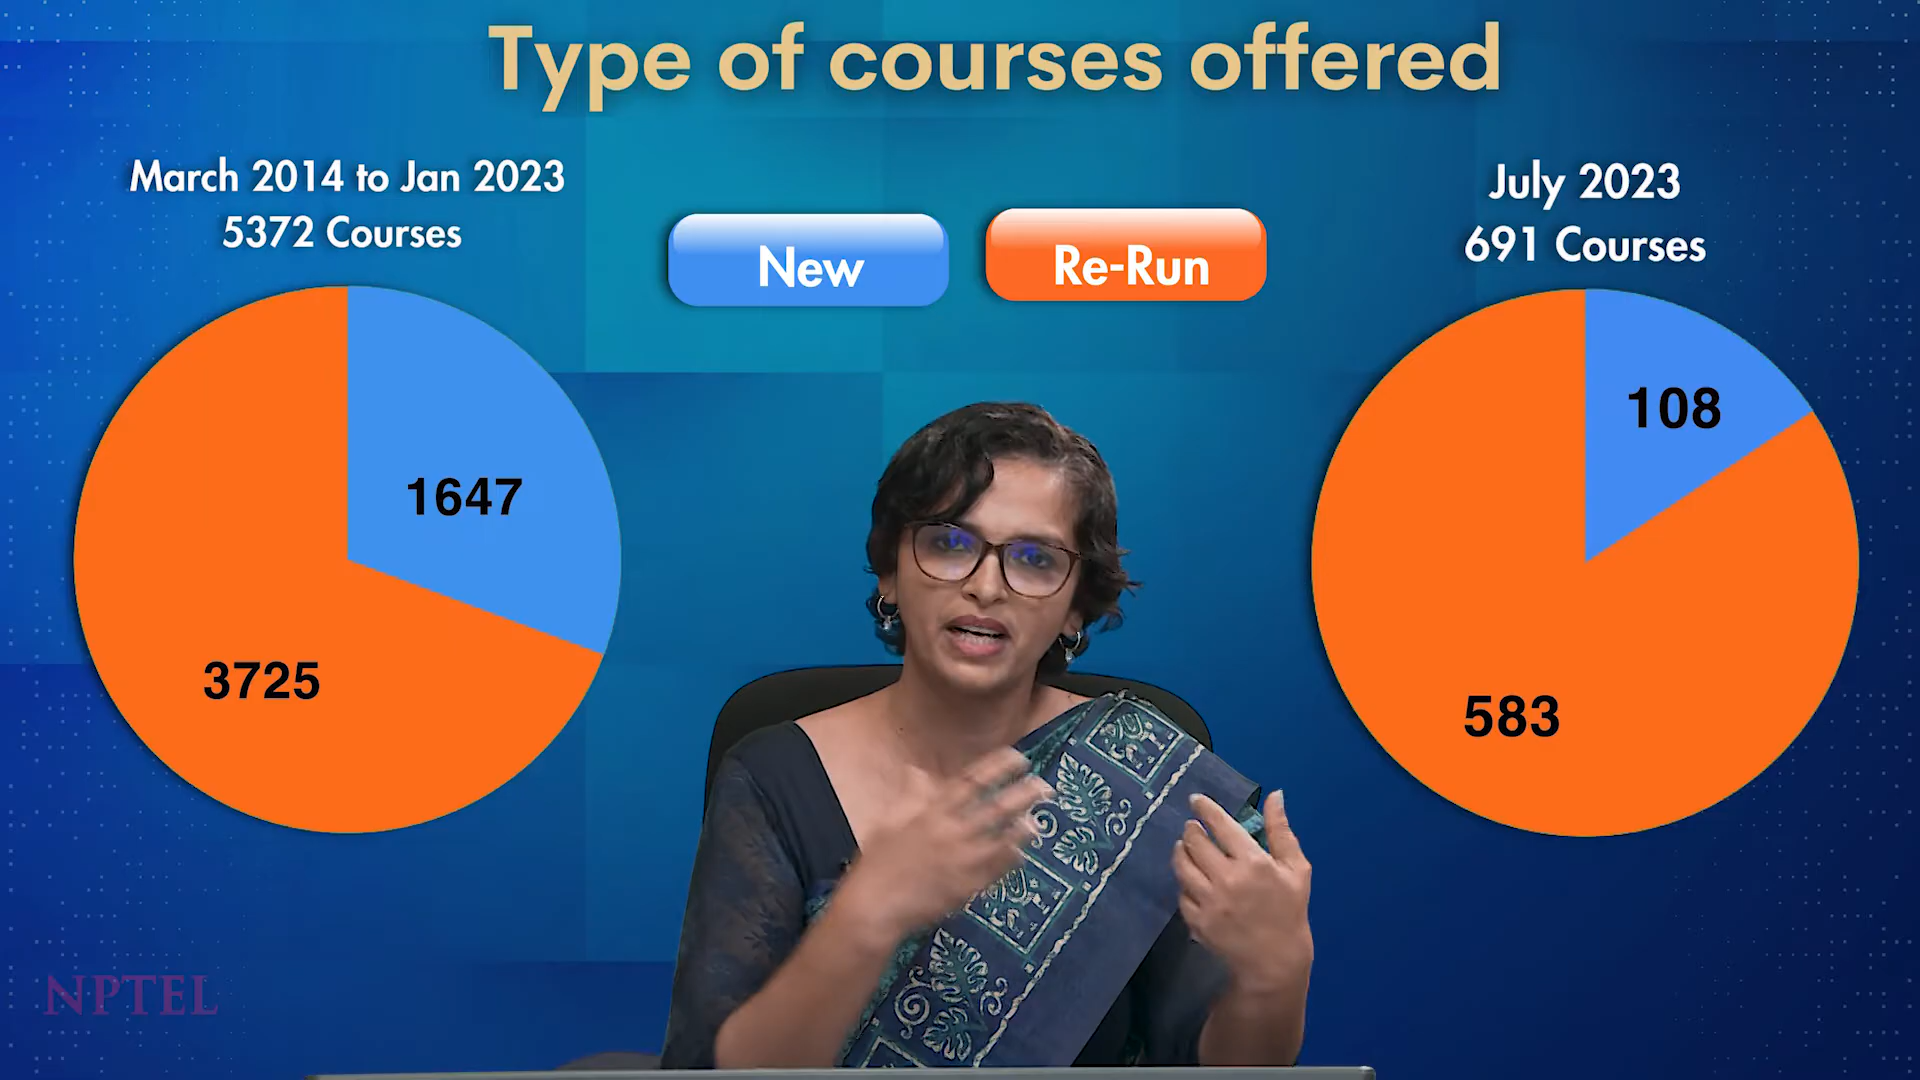 Type of courses offered
March 2014 to Jan 2023
5372 Courses
New
Re-Run
July 2023
691 Courses
1647
3725
108
583
NPTEL